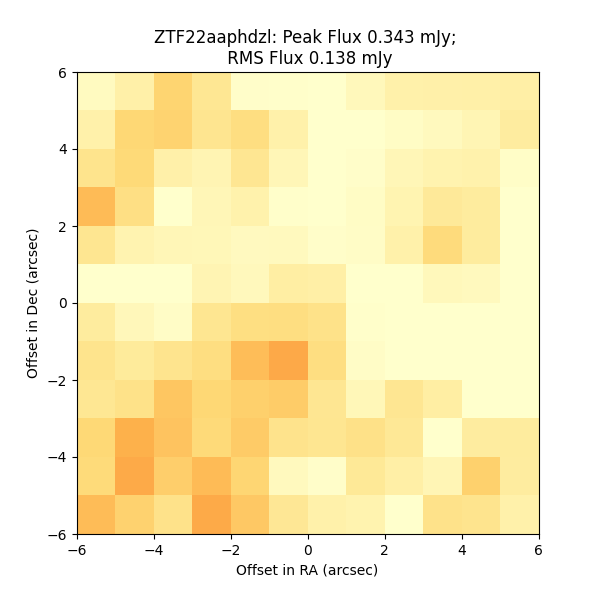 ZTF22aaphdzl: Peak Flux 0.343 mJy;
RMS Flux 0.138 mJy
6
4
2
0
−2
−4
−6
Offset in Dec (arcsec)
−6 −4 −2 0 2 4 6
Offset in RA (arcsec)